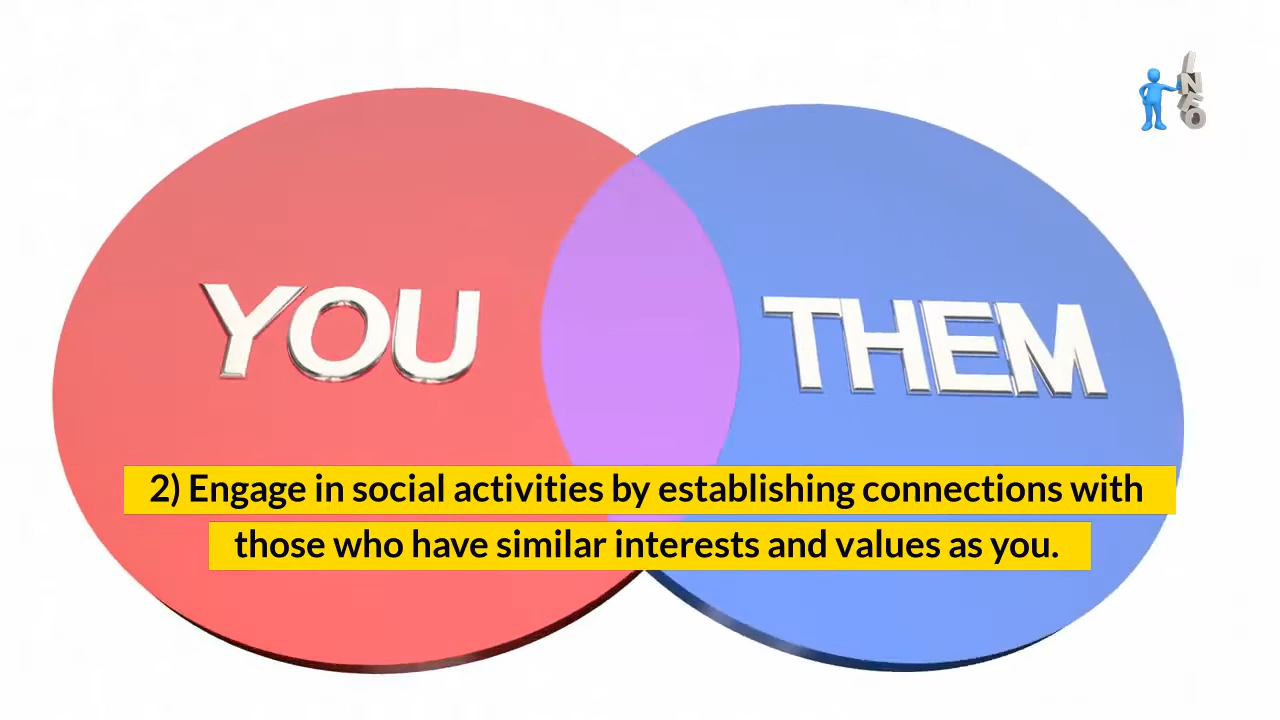 INFO
YOU
THEM
2) Engage in social activities by establishing connections with
those who have similar interests and values as you.